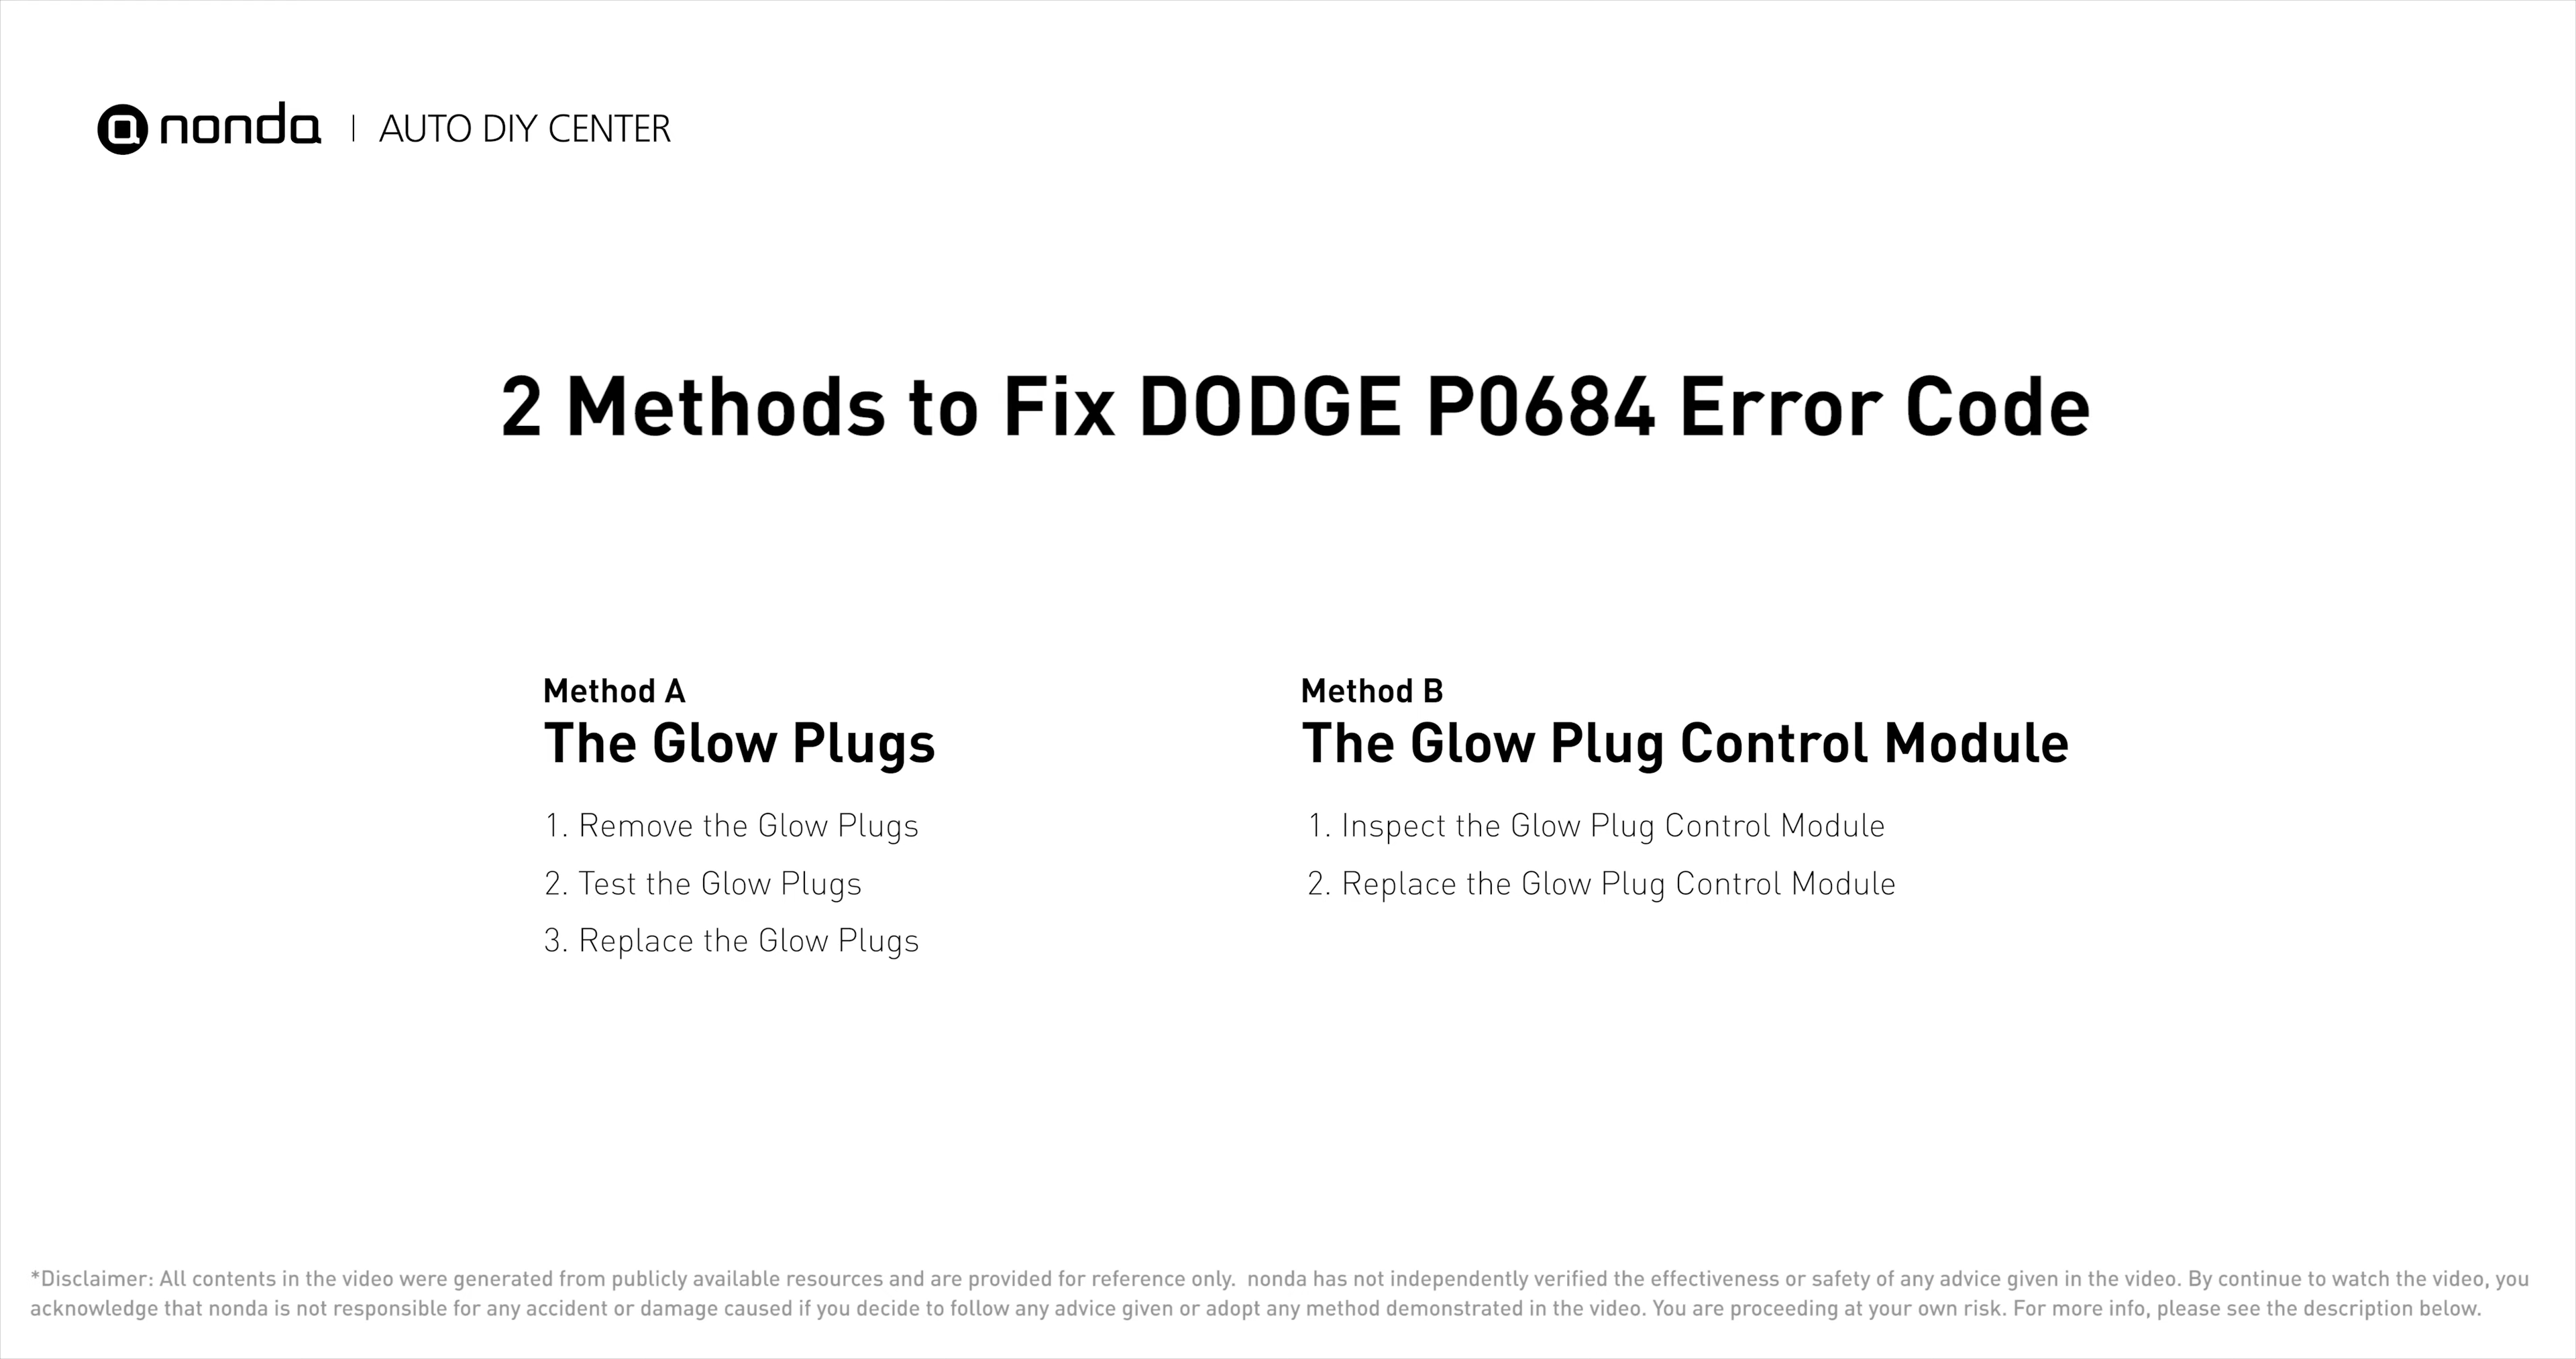 nonda | AUTO DIY CENTER
2 Methods to Fix DODGE P0684 Error Code
Method A
The Glow Plugs
1. Remove the Glow Plugs
2. Test the Glow Plugs
3. Replace the Glow Plugs
Method B
The Glow Plug Control Module
1. Inspect the Glow Plug Control Module
2. Replace the Glow Plug Control Module
*Disclaimer: All contents in the video were generated from publicly available resources and are provided for reference only. nonda has not independently verified the effectiveness or safety of any advice given in the video. By continue to watch the video, you
acknowledge that nonda is not responsible for any accident or damage caused if you decide to follow any advice given or adopt any method demonstrated in the video. You are proceeding at your own risk. For more info, please see the description below.